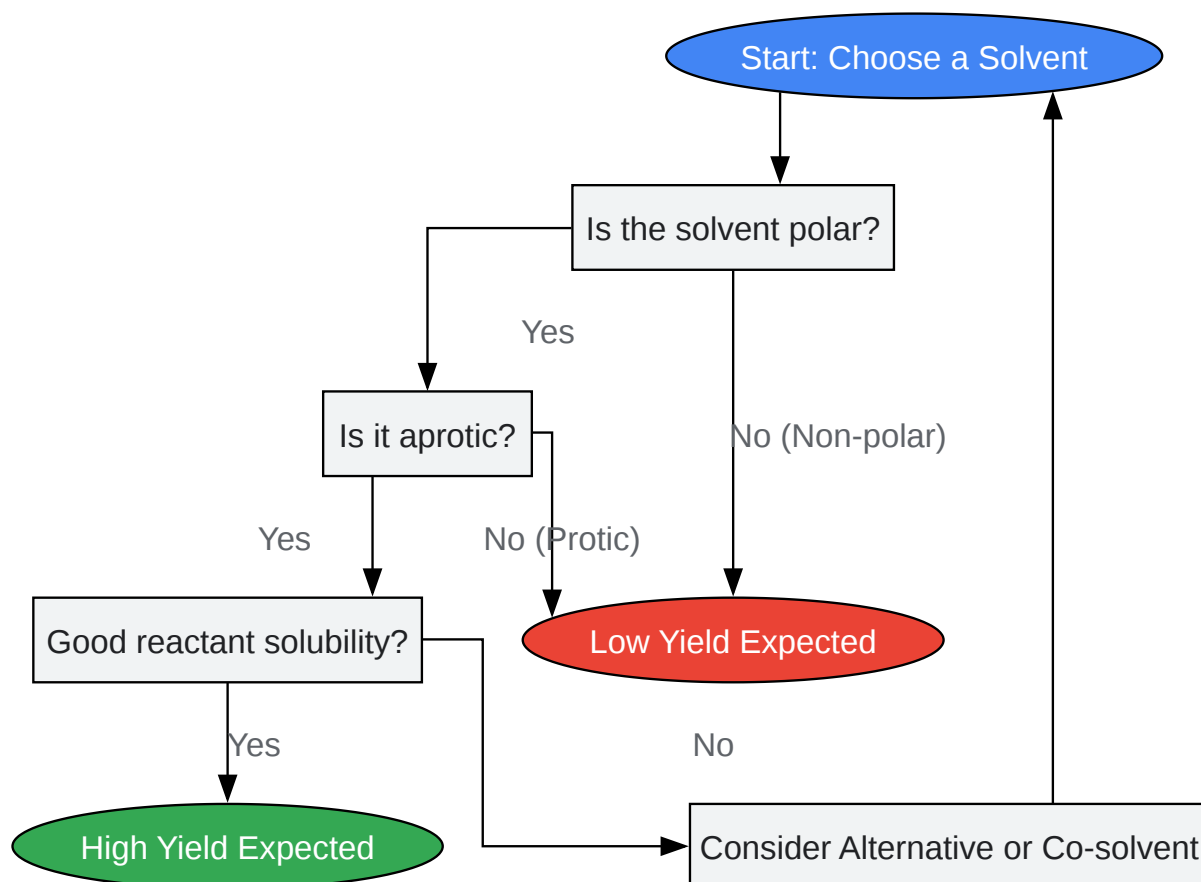 Start: Choose a Solvent
Is the solvent polar?
Yes
Is it aprotic?
No (Non-polar)
Yes
No (Protic)
Good reactant solubility?
Low Yield Expected
Yes
No
High Yield Expected
Consider Alternative or Co-solvent